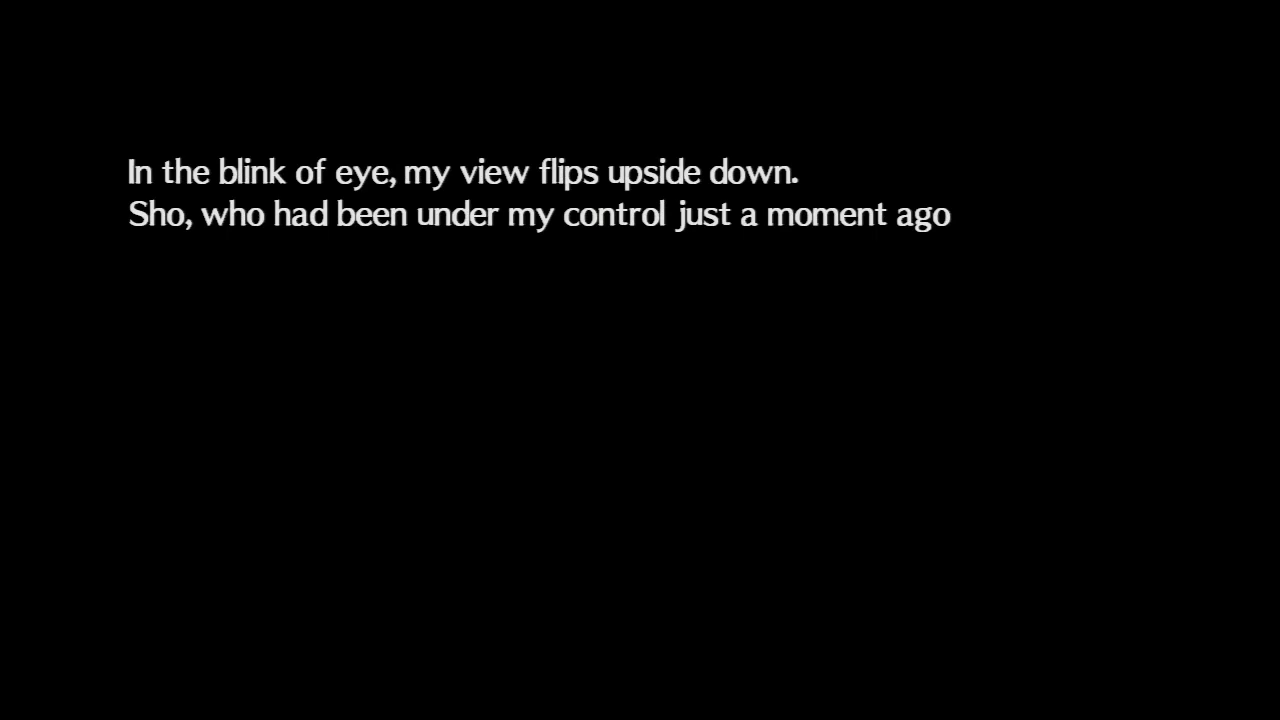 In the blink of eye, my view flips upside down.
Sho, who had been under my control just a moment ago